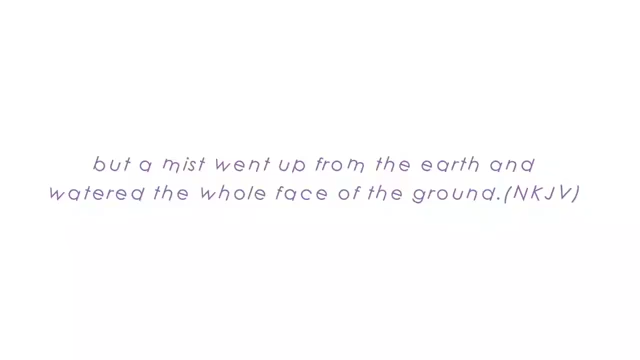 but a mist went up from the earth and
watered the whole face of the ground.(NKJV)